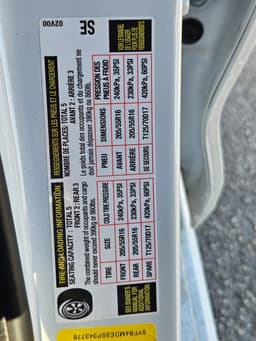 TIRE AND LOADING INFORMATION
SEATING CAPACITY : TOTAL 5 FRONT 2 : REAR 3
The combined weight of occupants and cargo
should never exceed 390kg or 860lbs.
TIRE SIZE COLD TIRE PRESSURE
FRONT 205/55R16 240kPa, 35PSI
REAR 205/55R16 230kPa, 33PSI
SPARE T125/70D17 420kPa, 60PSI
SEE OWNER'S
MANUAL FOR
ADDITIONAL
INFORMATION
5YFB4MDE8SP343778
RENSEIGNEMENTS SUR LES PNEUS ET LE CHARGEMENT
NOMBRE DE PLACES: TOTAL 5
AVANT 2 : ARRIÈRE 3
Le poids total des occupants et du chargement ne
doit jamais dépasser 390kg ou 860lb.
PNEU DIMENSIONS PRESSION DES
PNEUS À FROID
AVANT 205/55R16 240kPa, 35PSI
ARRIÈRE 205/55R16 230kPa, 33PSI
DE SECOURS T125/70D17 420kPa, 60PSI
VOIR LE MANUEL
DE L'USAGER
POUR PLUS DE
RENSEIGNEMENTS
SE
02V00